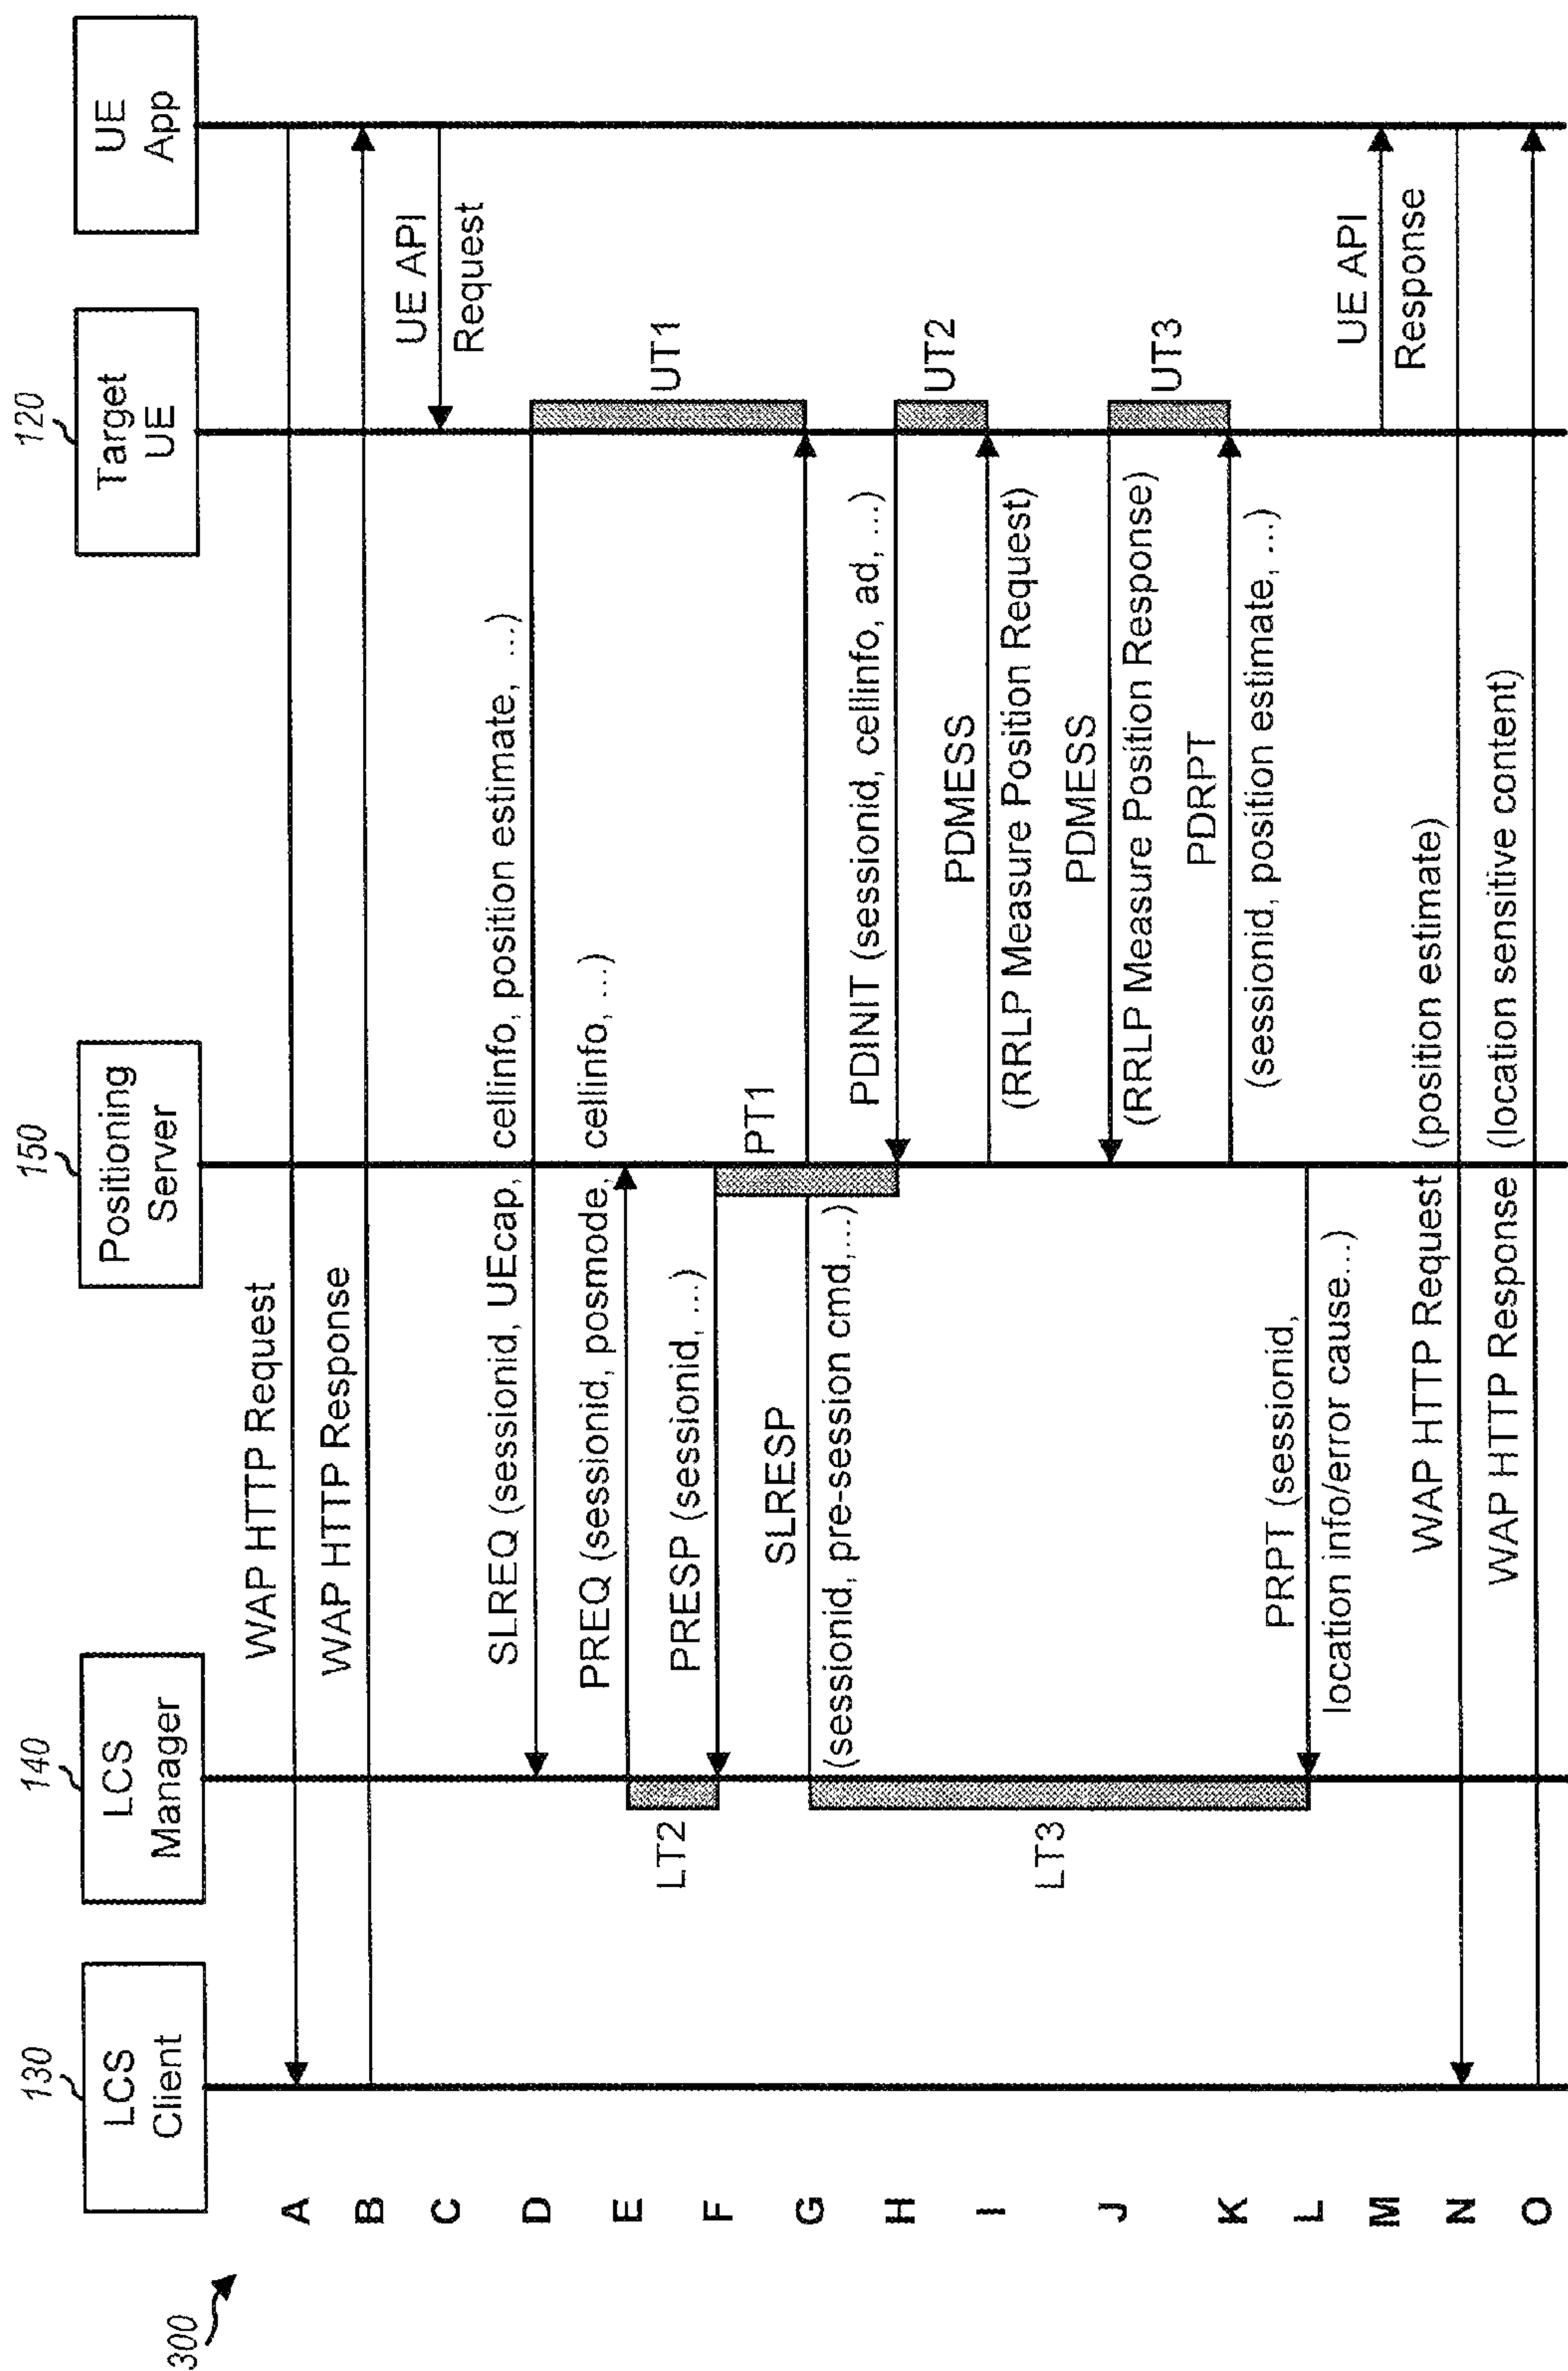 300
130
LCS
Client
140
LCS
Manager
150
Positioning
Server
120
Target
UE
UE
App
A
WAP HTTP Request
B
WAP HTTP Response
C
UE API
Request
D
SLREQ (sessionid, UEcap, cellinfo, position estimate, ...)
UT1
E
PREQ (sessionid, posmode, cellinfo, ...)
LT2
F
PRESP (sessionid, ...)
PT1
G
SLRESP
(sessionid, pre-session cmd,...)
LT3
H
PDINIT (sessionid, cellinfo, ad, ...)
UT2
I
PDMESS
(RRLP Measure Position Request)
J
PDMESS
(RRLP Measure Position Response)
UT3
K
PDRPT
(sessionid, position estimate, ...)
L
PRPT (sessionid,
location info/error cause...)
M
UE API
Response
N
WAP HTTP Request (position estimate)
O
WAP HTTP Response (location sensitive content)